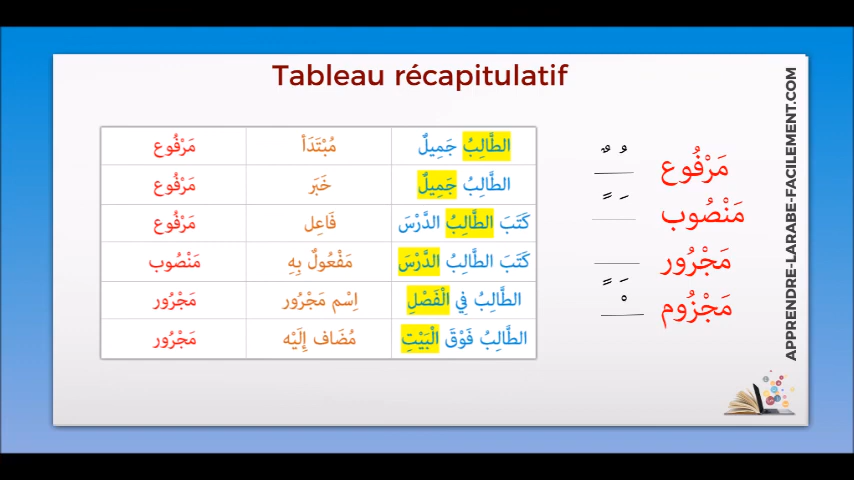 Tableau récapitulatif
الطَّالِبُ جَمِيلٌ مُبْتَدَأ مَرْفُوع
الطَّالِبُ جَمِيلٌ خَبَر مَرْفُوع
كَتَبَ الطَّالِبُ الدَّرْسَ فَاعِل مَرْفُوع
كَتَبَ الطَّالِبُ الدَّرْسَ مَفْعُولٌ بِهِ مَنْصُوب
الطَّالِبُ فِي الْفَصْلِ اِسْم مَجْرُور مَجْرُور
الطَّالِبُ فَوْقَ الْبَيْتِ مُضَاف إِلَيْه مَجْرُور
مَرْفُوع
مَنْصُوب
مَجْرُور
مَجْزُوم
APPRENDRE-LARABE-FACILEMENT.COM